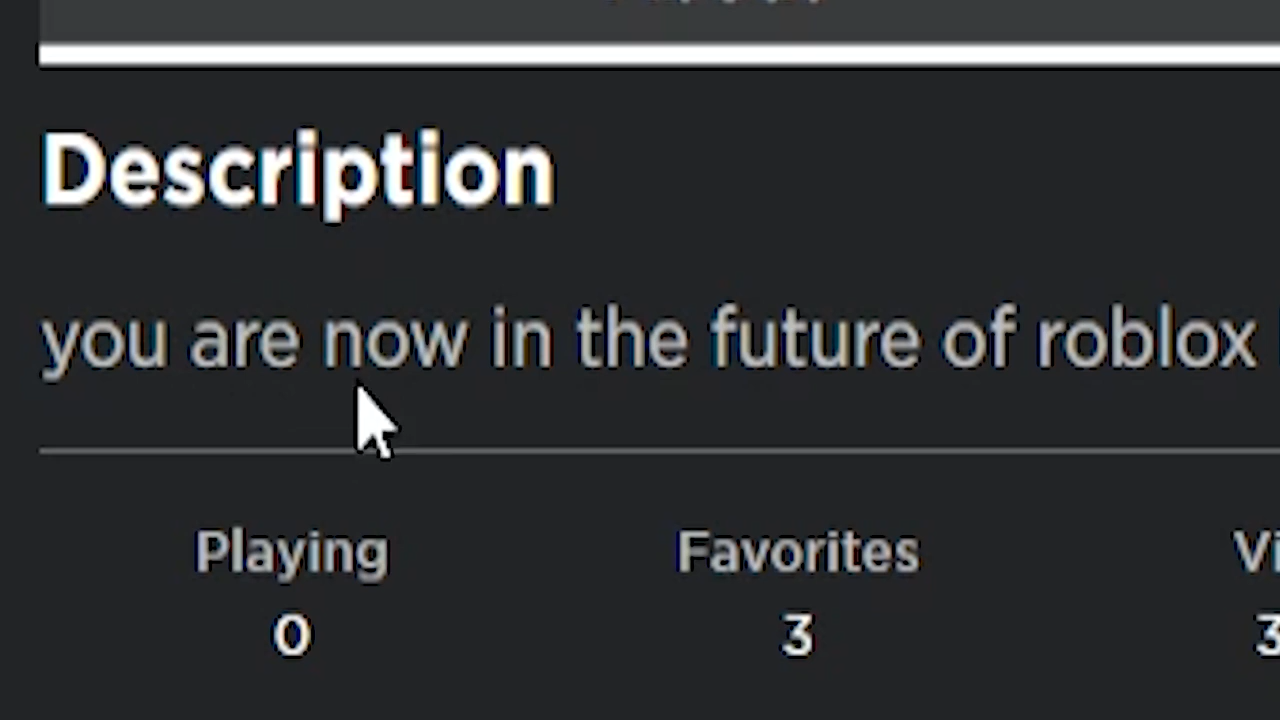 Description
you are now in the future of roblox
Playing Favorites
0 3